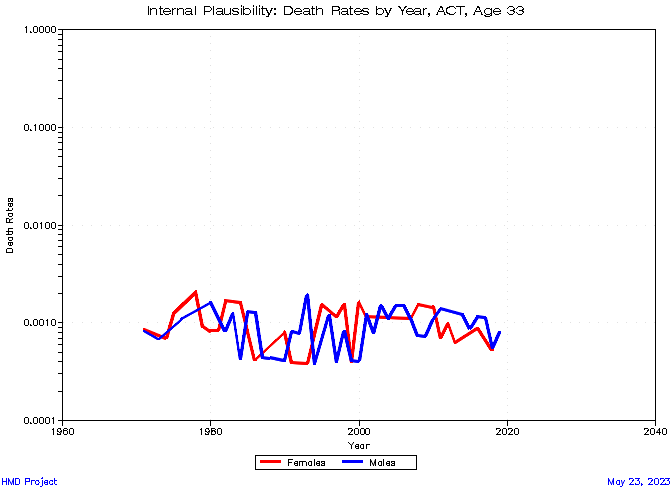 Internal Plausibility: Death Rates by Year, ACT, Age 33
1.0000
0.1000
0.0100
0.0010
0.0001
Death Rates
1960 1980 2000 2020 2040
Year
Females Males
HMD Project May 23, 2023